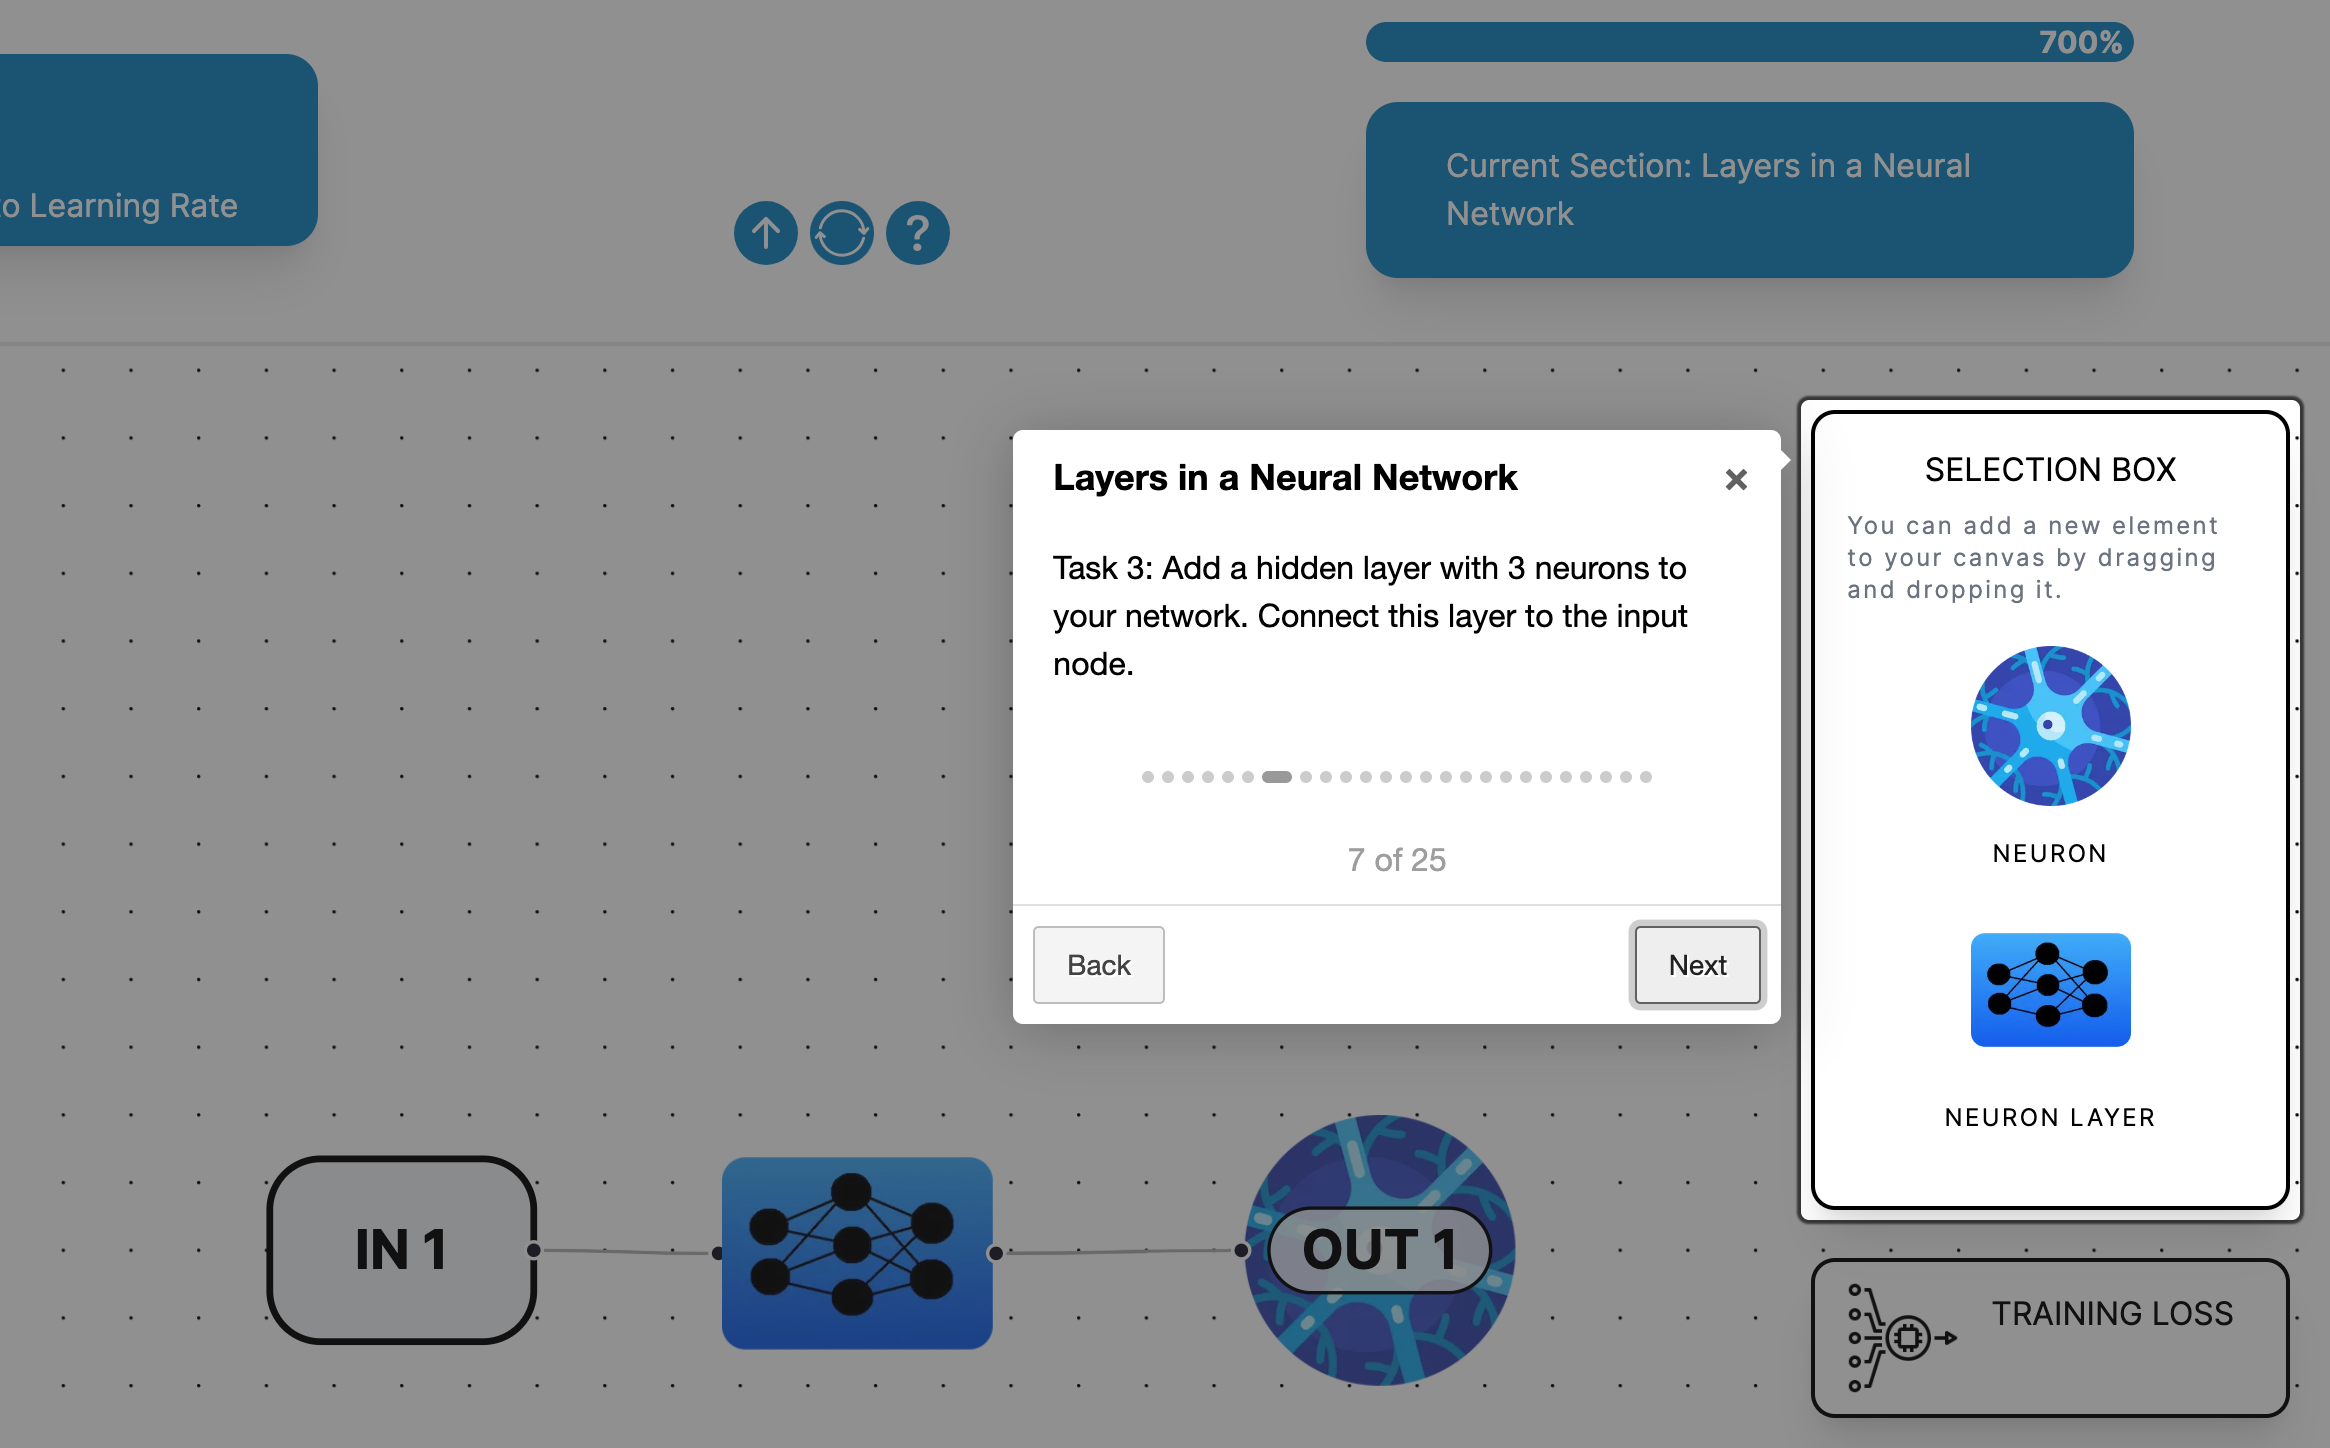 700%
to Learning Rate
Current Section: Layers in a Neural
Network
Layers in a Neural Network
Task 3: Add a hidden layer with 3 neurons to
your network. Connect this layer to the input
node.
7 of 25
Back
Next
SELECTION BOX
You can add a new element
to your canvas by dragging
and dropping it.
NEURON
NEURON LAYER
IN 1
OUT 1
TRAINING LOSS